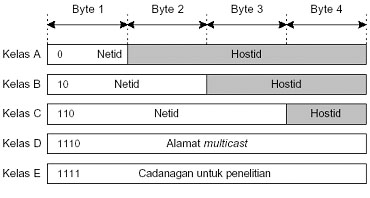 Byte 1 Byte 2 Byte 3 Byte 4
Kelas A 0 Netid Hostid
Kelas B 10 Netid Hostid
Kelas C 110 Netid Hostid
Kelas D 1110 Alamat multicast
Kelas E 1111 Cadanagan untuk penelitian